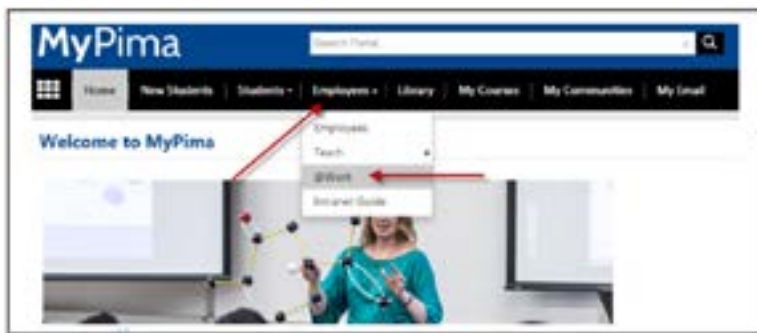 MyPima
Search Portal
Home New Students Students Employees Library My Courses My Communities My Email
Welcome to MyPima
Employees
Teach
@Work
Intranet Guide